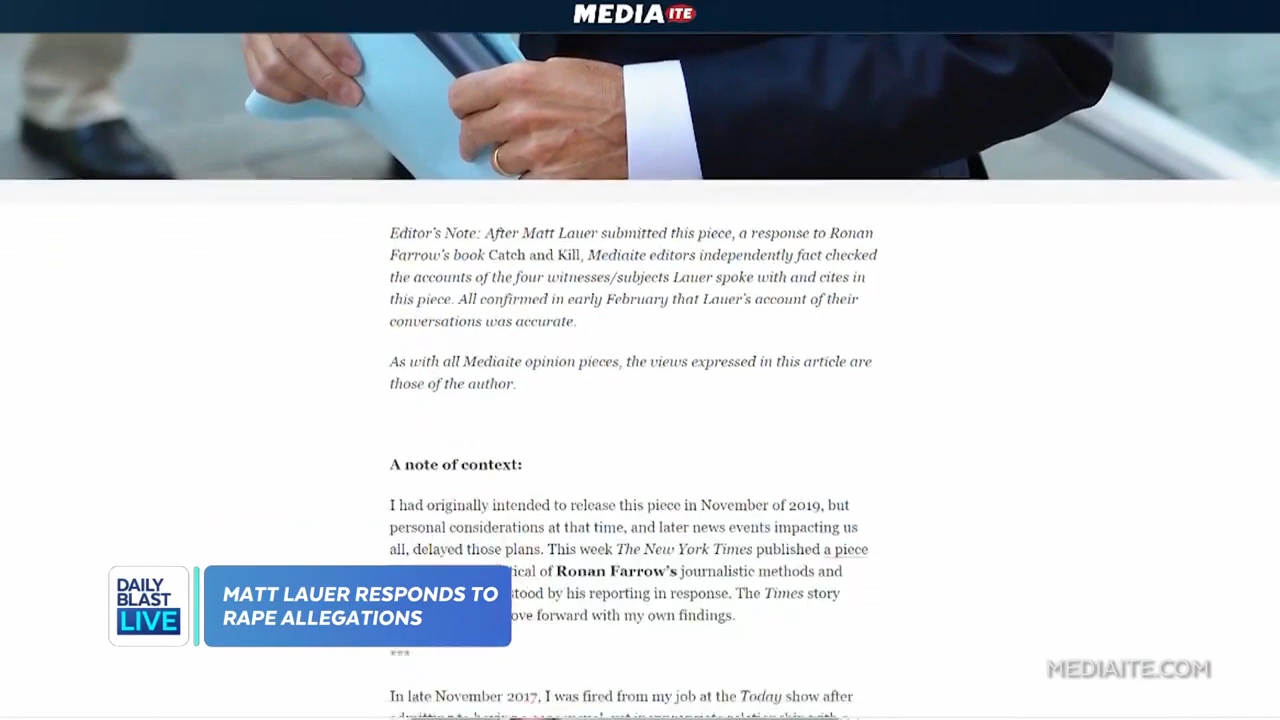 MEDIAITE
Editor's Note: After Matt Lauer submitted this piece, a response to Ronan
Farrow's book Catch and Kill, Mediaite editors independently fact checked
the accounts of the four witnesses/subjects Lauer spoke with and cites in
this piece. All confirmed in early February that Lauer's account of their
conversations was accurate.
As with all Mediaite opinion pieces, the views expressed in this article are
those of the author.
A note of context:
I had originally intended to release this piece in November of 2019, but
personal considerations at that time, and later news events impacting us
all, delayed those plans. This week The New York Times published a piece
of Ronan Farrow's journalistic methods and
by his reporting in response. The Times story
forward with my own findings.
***
In late November 2017, I was fired from my job at the Today show after
DAILY
BLAST
LIVE
MATT LAUER RESPONDS TO
RAPE ALLEGATIONS
MEDIAITE.COM